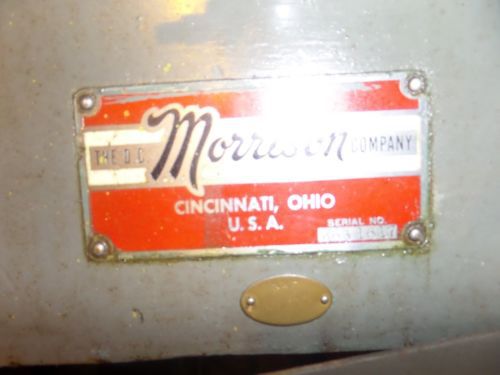 THE D.C. Morrison COMPANY
CINCINNATI, OHIO
U. S. A.
SERIAL NO.